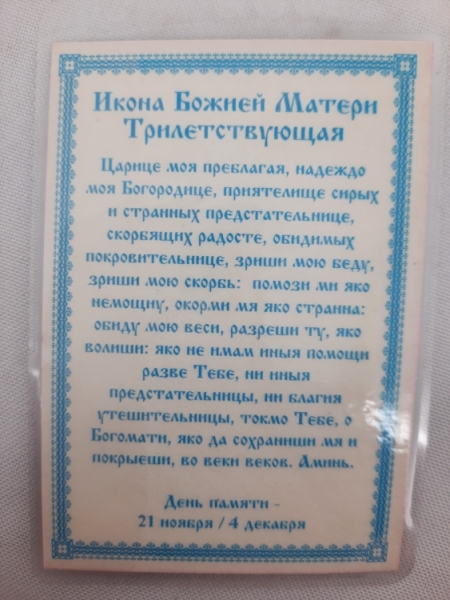 Икона Божией Матери
Трилетствующая
Царице моя преблагая, надеждо
моя Богородице, приятелище сирых
и странных предстательнице,
скорбящих радосте, обидимых
покровительнице, зриши мою беду,
зриши мою скорбь: помози ми яко
немощну, окорми мя яко странна:
обиду мою веси, разреши ту, яко
волиши: яко не имам иныя помощи
разве Тебе, ни иныя
предстательницы, ни благия
утешительницы, токмо Тебе, о
Богомати, яко да сохраниши мя и
покрыеши, во веки веков. Аминь.
День памяти -
21 ноября / 4 декабря